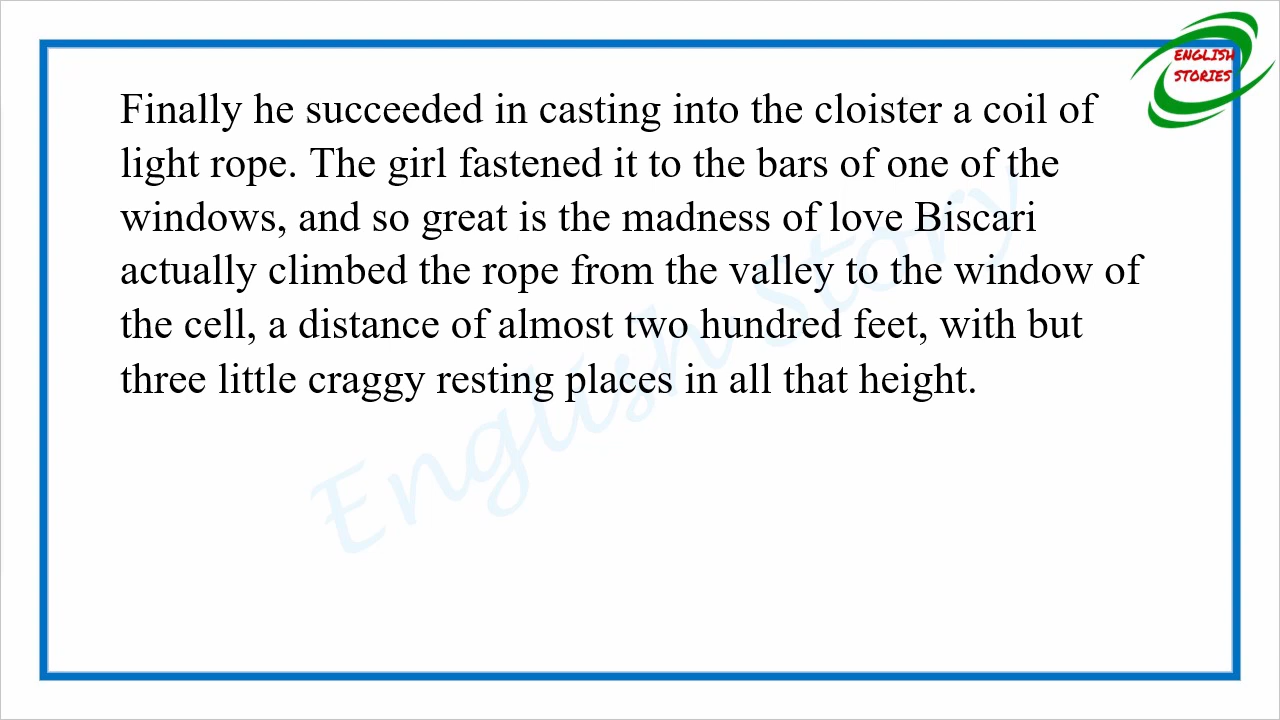 ENGLISH
STORIES
Finally he succeeded in casting into the cloister a coil of
light rope. The girl fastened it to the bars of one of the
windows, and so great is the madness of love Biscari
actually climbed the rope from the valley to the window of
the cell, a distance of almost two hundred feet, with but
three little craggy resting places in all that height.
English Story